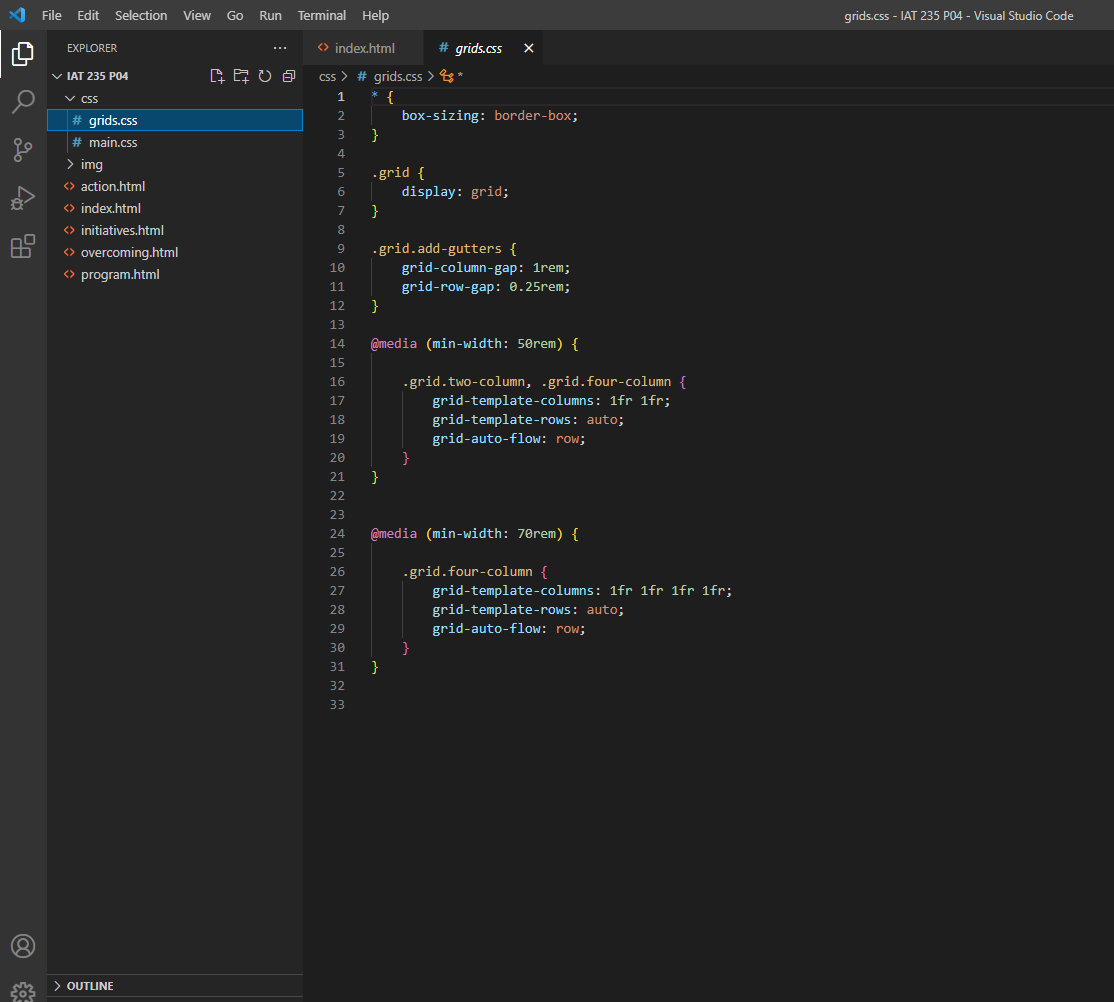 File Edit Selection View Go Run Terminal Help
grids.css - IAT 235 P04 - Visual Studio Code
EXPLORER
IAT 235 P04
css
# grids.css
# main.css
img
<> action.html
<> index.html
<> initiatives.html
<> overcoming.html
<> program.html
OUTLINE
<> index.html
# grids.css
css > # grids.css > *
1 * {
2     box-sizing: border-box;
3 }
4
5 .grid {
6     display: grid;
7 }
8
9 .grid.add-gutters {
10     grid-column-gap: 1rem;
11     grid-row-gap: 0.25rem;
12 }
13
14 @media (min-width: 50rem) {
15
16     .grid.two-column, .grid.four-column {
17         grid-template-columns: 1fr 1fr;
18         grid-template-rows: auto;
19         grid-auto-flow: row;
20     }
21 }
22
23
24 @media (min-width: 70rem) {
25
26     .grid.four-column {
27         grid-template-columns: 1fr 1fr 1fr 1fr;
28         grid-template-rows: auto;
29         grid-auto-flow: row;
30     }
31 }
32
33